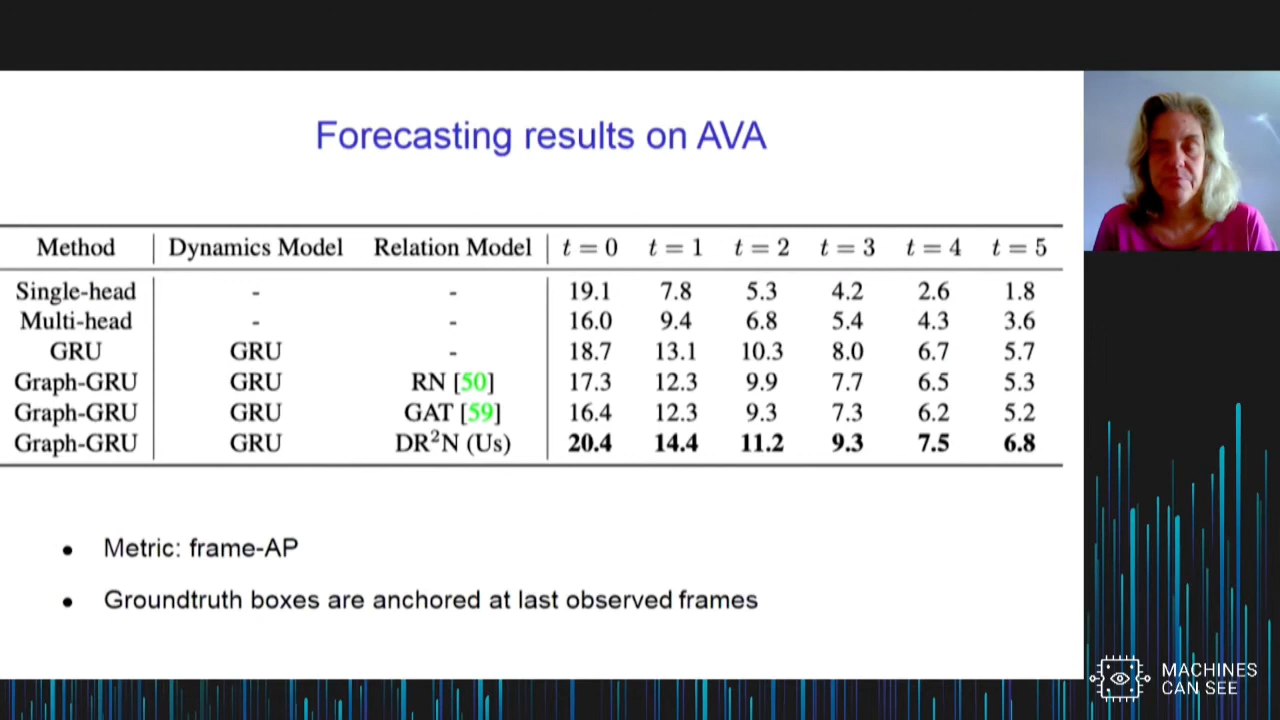 Forecasting results on AVA
Method Dynamics Model Relation Model t = 0 t = 1 t = 2 t = 3 t = 4 t = 5
Single-head - - 19.1 7.8 5.3 4.2 2.6 1.8
Multi-head - - 16.0 9.4 6.8 5.4 4.3 3.6
GRU GRU - 18.7 13.1 10.3 8.0 6.7 5.7
Graph-GRU GRU RN [50] 17.3 12.3 9.9 7.7 6.5 5.3
Graph-GRU GRU GAT [59] 16.4 12.3 9.3 7.3 6.2 5.2
Graph-GRU GRU DR²N (Us) 20.4 14.4 11.2 9.3 7.5 6.8
• Metric: frame-AP
• Groundtruth boxes are anchored at last observed frames
MACHINES
CAN SEE